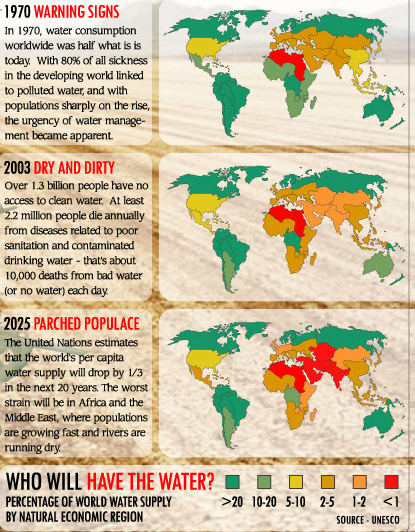 1970 WARNING SIGNS
In 1970, water consumption
worldwide was half what is is
today. With 80% of all sickness
in the developing world linked
to polluted water, and with
populations sharply on the rise,
the urgency of water manage-
ment became apparent.
2003 DRY AND DIRTY
Over 1.3 billion people have no
access to clean water. At least
2.2 million people die annually
from diseases related to poor
sanitation and contaminated
drinking water - that's about
10,000 deaths from bad water
(or no water) each day.
2025 PARCHED POPULACE
The United Nations estimates
that the world's per capita
water supply will drop by 1/3
in the next 20 years. The worst
strain will be in Africa and the
Middle East, where populations
are growing fast and rivers are
running dry.
WHO WILL HAVE THE WATER?
PERCENTAGE OF WORLD WATER SUPPLY
BY NATURAL ECONOMIC REGION
>20 10-20 5-10 2-5 1-2 <1
SOURCE - UNESCO